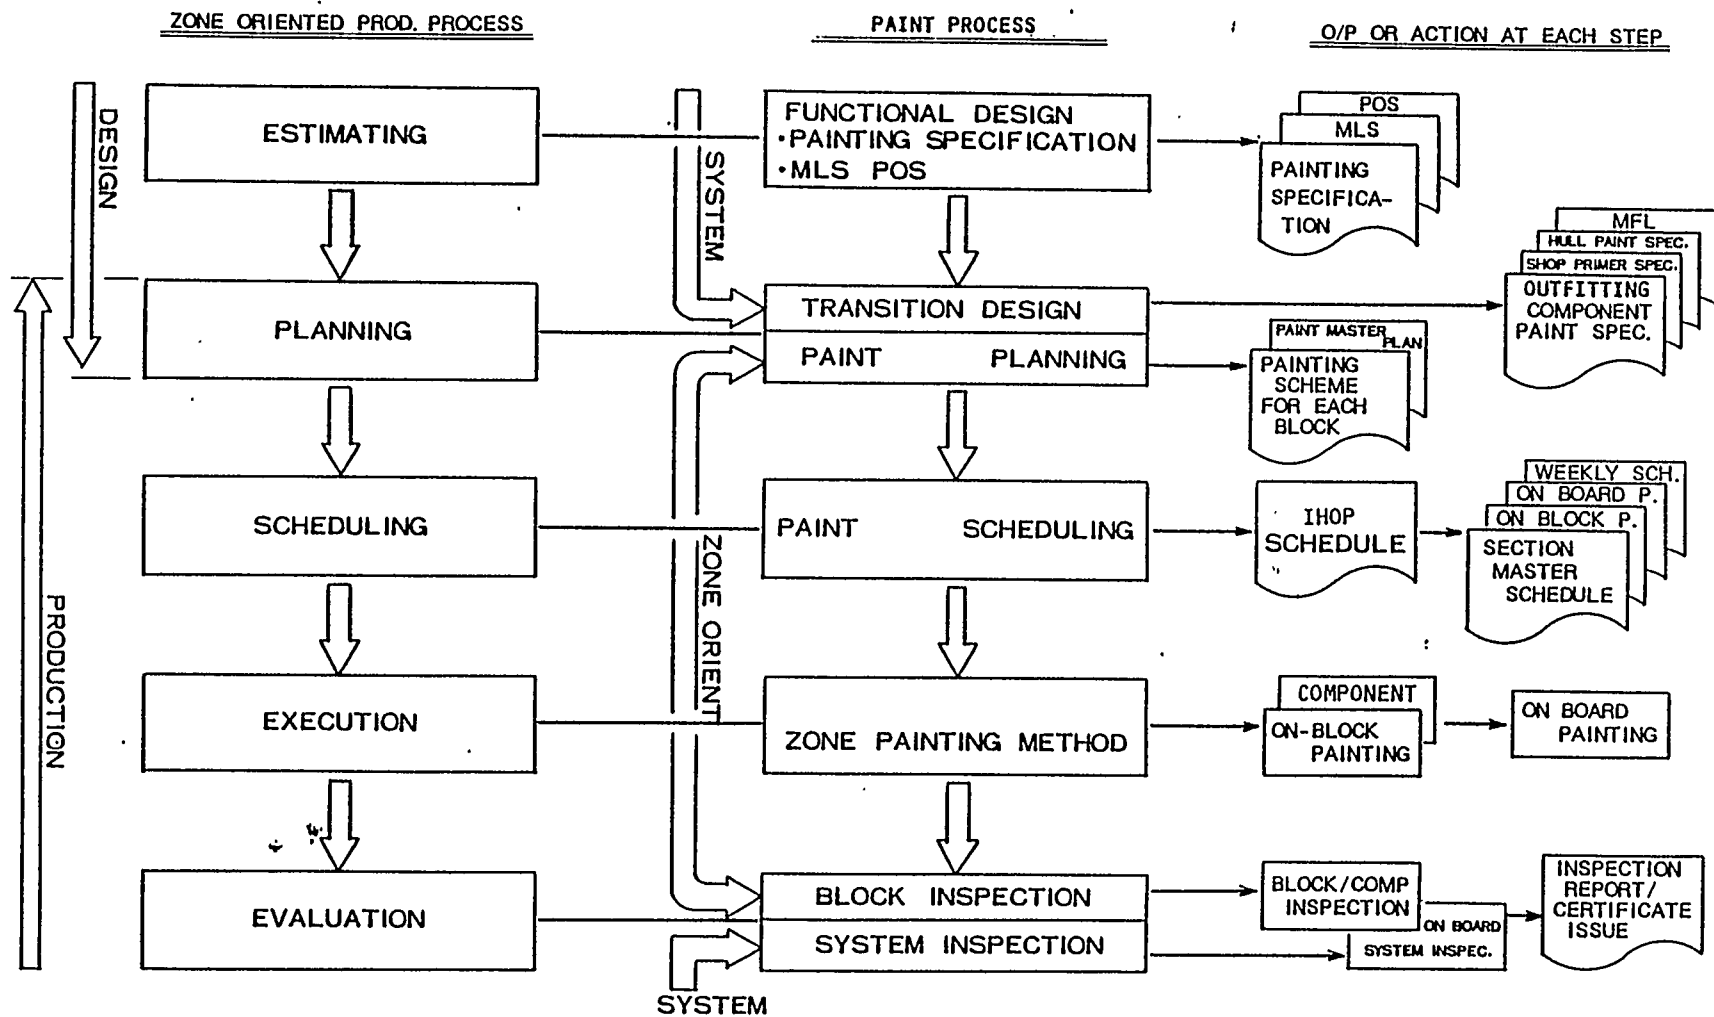 ZONE ORIENTED PROD. PROCESS
PAINT PROCESS
O/P OR ACTION AT EACH STEP
DESIGN
PRODUCTION
ESTIMATING
PLANNING
SCHEDULING
EXECUTION
EVALUATION
SYSTEM
ZONE ORIENT
SYSTEM
FUNCTIONAL DESIGN
•PAINTING SPECIFICATION
•MLS POS
TRANSITION DESIGN
PAINT PLANNING
PAINT SCHEDULING
ZONE PAINTING METHOD
BLOCK INSPECTION
SYSTEM INSPECTION
POS
MLS
PAINTING
SPECIFICA-
TION
MFL
HULL PAINT SPEC.
SHOP PRIMER SPEC.
OUTFITTING
COMPONENT
PAINT SPEC.
PAINT MASTER
PLAN
PAINTING
SCHEME
FOR EACH
BLOCK
IHOP
SCHEDULE
WEEKLY SCH.
ON BOARD P.
ON BLOCK P.
SECTION
MASTER
SCHEDULE
COMPONENT
ON-BLOCK
PAINTING
ON BOARD
PAINTING
BLOCK/COMP
INSPECTION
ON BOARD
SYSTEM INSPEC.
INSPECTION
REPORT/
CERTIFICATE
ISSUE